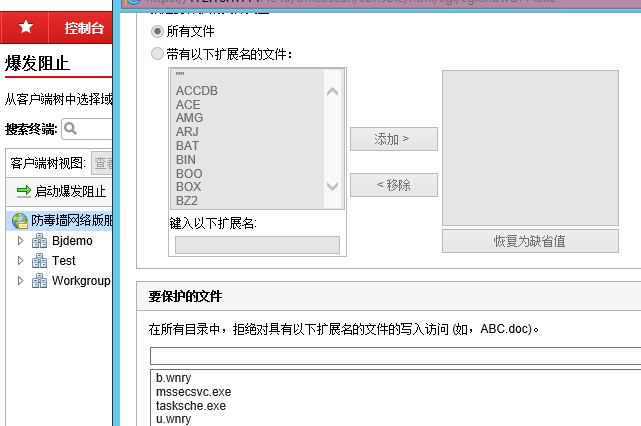 控制台
爆发阻止
从客户端树中选择域
搜索终端:
客户端树视图:
启动爆发阻止
防毒墙网络版服
Bjdemo
Test
Workgroup
所有文件
带有以下扩展名的文件:
""
ACCDB
ACE
AMG
ARJ
BAT
BIN
BOO
BOX
BZ2
添加 >
< 移除
键入以下扩展名:
恢复为缺省值
要保护的文件
在所有目录中，拒绝对具有以下扩展名的文件的写入访问 (如，ABC.doc)。
b.wnry
mssecsvc.exe
tasksche.exe
u.wnry